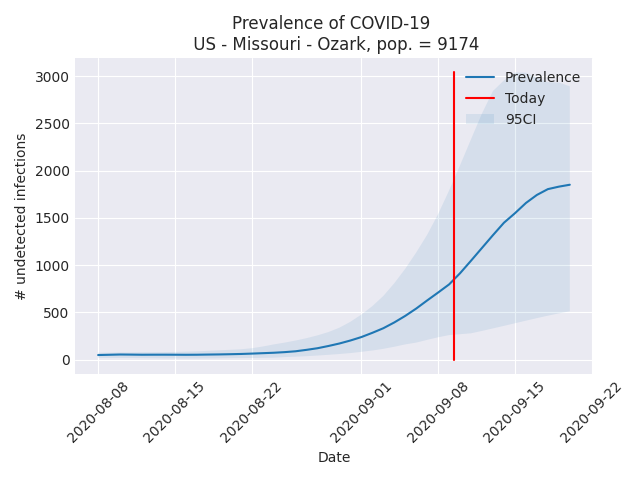 Prevalence of COVID-19
US - Missouri - Ozark, pop. = 9174
# undetected infections
3000
2500
2000
1500
1000
500
0
Prevalence
Today
95CI
2020-08-08
2020-08-15
2020-08-22
2020-09-01
2020-09-08
2020-09-15
2020-09-22
Date